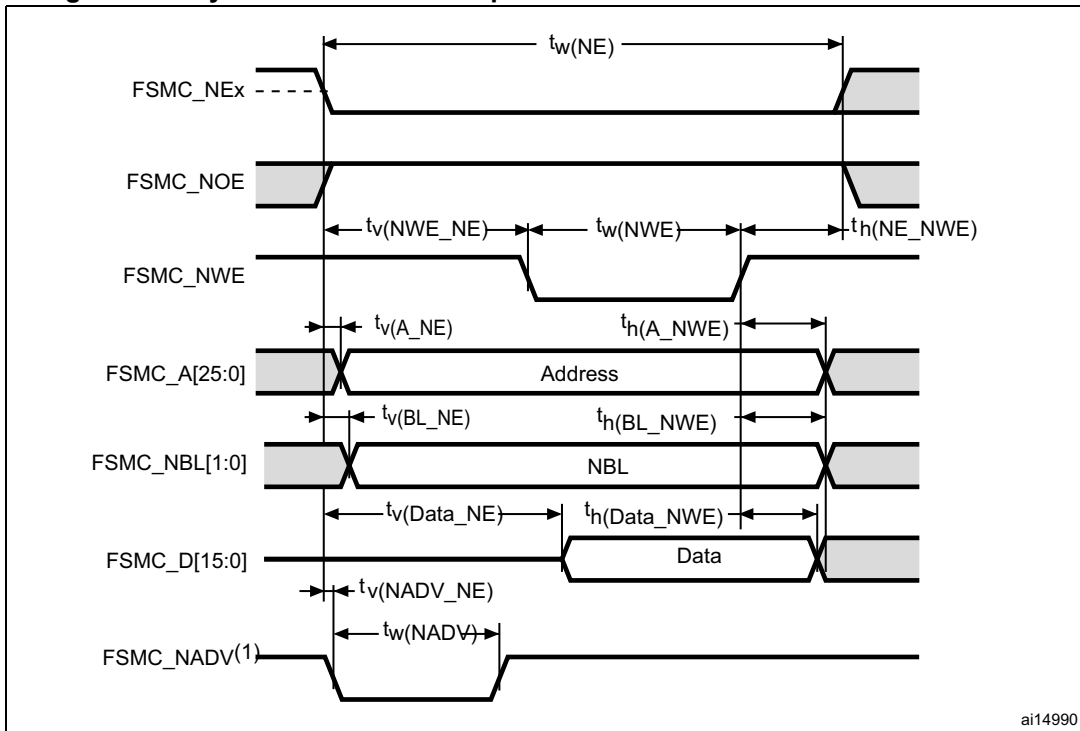 tw(NE)
FSMC_NEx
FSMC_NOE
tv(NWE_NE) tw(NWE) th(NE_NWE)
FSMC_NWE
tv(A_NE) th(A_NWE)
FSMC_A[25:0] Address
tv(BL_NE) th(BL_NWE)
FSMC_NBL[1:0] NBL
tv(Data_NE) th(Data_NWE)
FSMC_D[15:0] Data
tv(NADV_NE)
tw(NADV)
FSMC_NADV(1)
ai14990